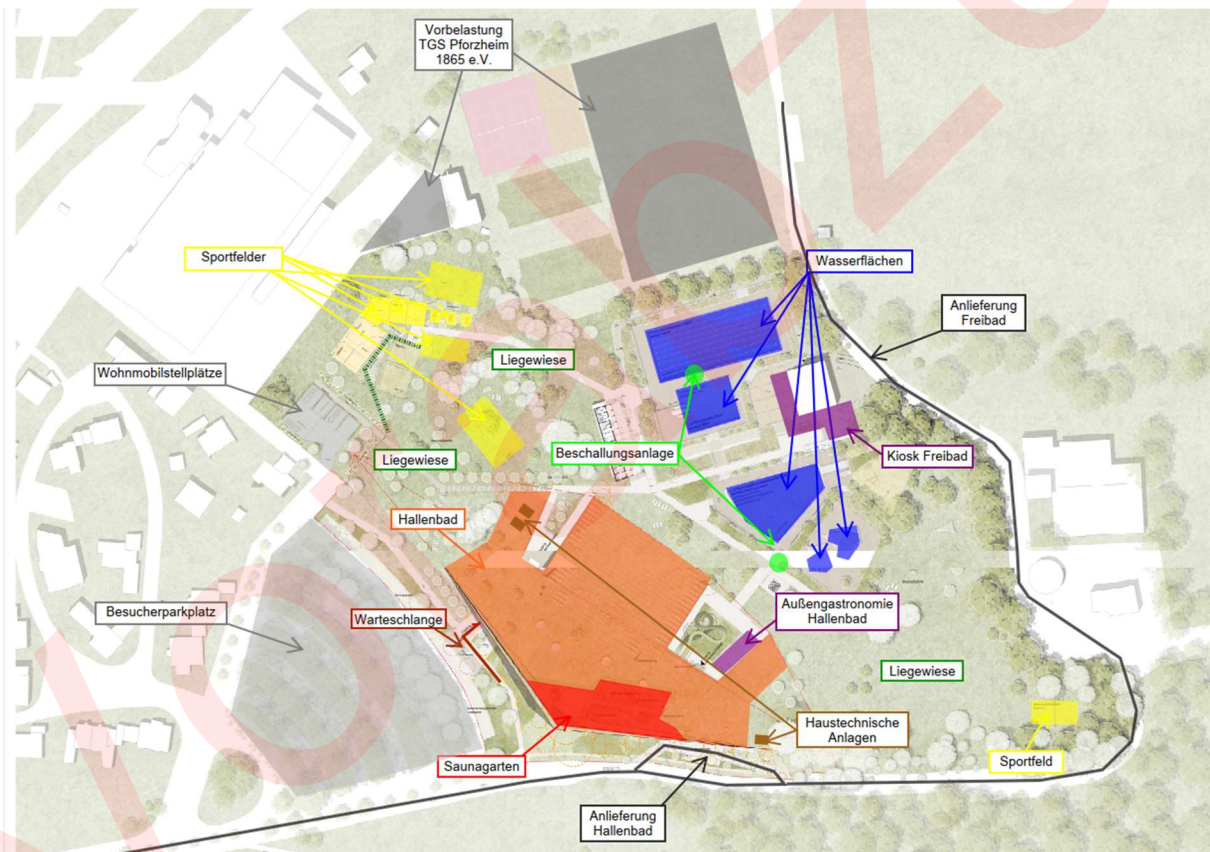 Vorbelastung
TGS Pforzheim
1865 e.V.
Sportfelder
Wasserflächen
Anlieferung
Freibad
Liegewiese
Wohnmobilstellplätze
Beschallungsanlage
Kiosk Freibad
Liegewiese
Hallenbad
Besucherparkplatz
Warteschlange
Außengastronomie
Hallenbad
Liegewiese
Haustechnische
Anlagen
Saunagarten
Sportfeld
Anlieferung
Hallenbad